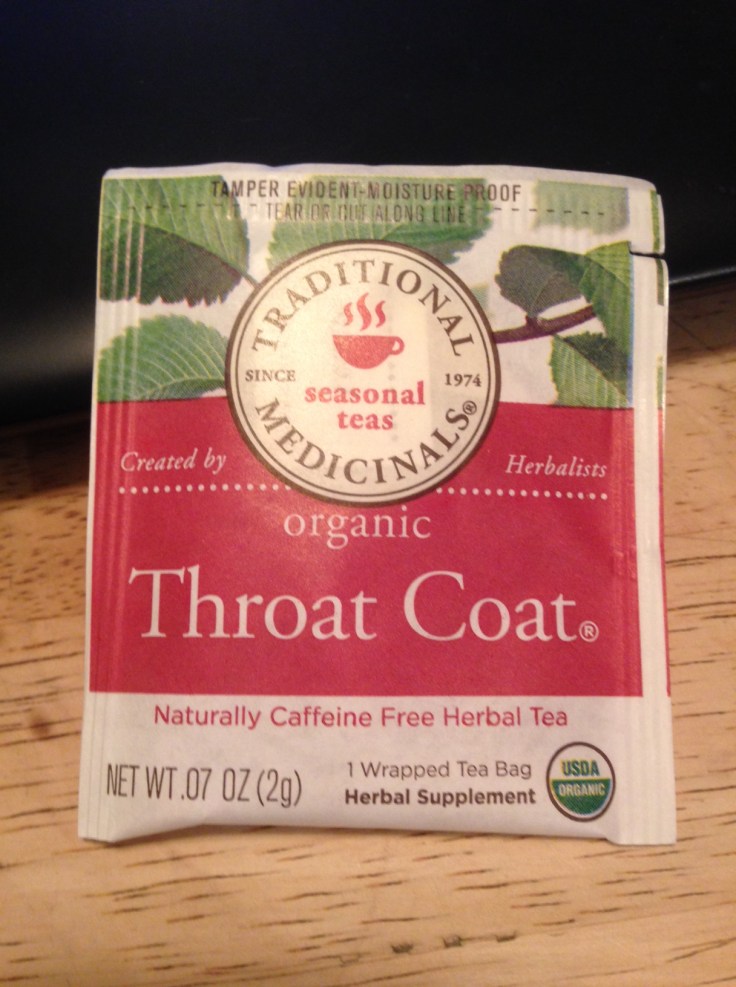 TAMPER EVIDENT-MOISTURE PROOF
TEAR OR CUT ALONG LINE
TRADITIONAL
SINCE 1974
seasonal
teas
MEDICINALS®
Created by Herbalists
organic
Throat Coat®
Naturally Caffeine Free Herbal Tea
NET WT .07 OZ (2g)
1 Wrapped Tea Bag
Herbal Supplement
USDA
ORGANIC